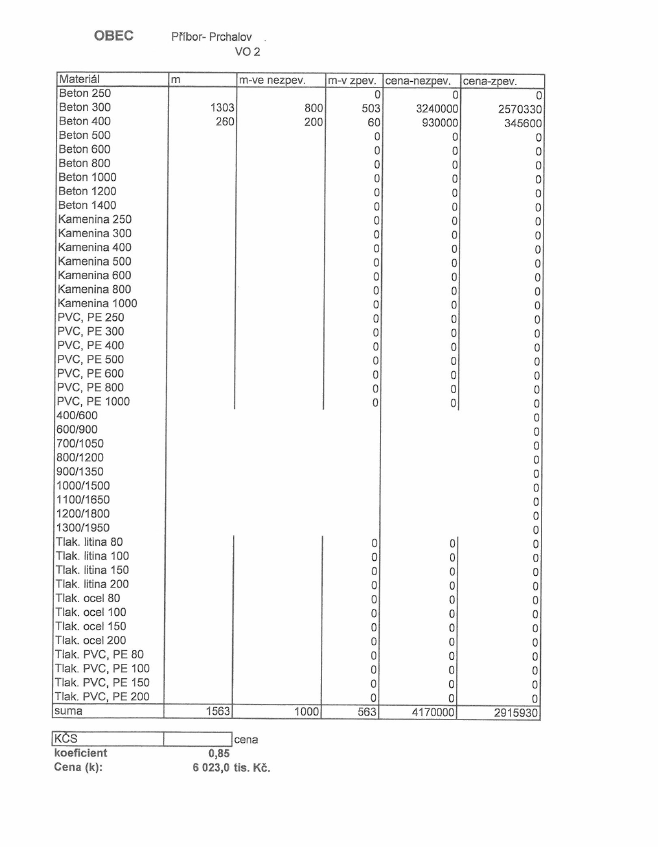 OBEC Příbor- Prchalov .
VO 2
Materiál m m-ve nezpev. m-v zpev. cena-nezpev. cena-zpev.
Beton 250 0 0 0
Beton 300 1303 800 503 3240000 2570330
Beton 400 260 200 60 930000 345600
Beton 500 0 0 0
Beton 600 0 0 0
Beton 800 0 0 0
Beton 1000 0 0 0
Beton 1200 0 0 0
Beton 1400 0 0 0
Kamenina 250 0 0 0
Kamenina 300 0 0 0
Kamenina 400 0 0 0
Kamenina 500 0 0 0
Kamenina 600 0 0 0
Kamenina 800 0 0 0
Kamenina 1000 0 0 0
PVC, PE 250 0 0 0
PVC, PE 300 0 0 0
PVC, PE 400 0 0 0
PVC, PE 500 0 0 0
PVC, PE 600 0 0 0
PVC, PE 800 0 0 0
PVC, PE 1000 0 0 0
400/600 0
600/900 0
700/1050 0
800/1200 0
900/1350 0
1000/1500 0
1100/1650 0
1200/1800 0
1300/1950 0
Tlak. litina 80 0 0 0
Tlak. litina 100 0 0 0
Tlak. litina 150 0 0 0
Tlak. litina 200 0 0 0
Tlak. ocel 80 0 0 0
Tlak. ocel 100 0 0 0
Tlak. ocel 150 0 0 0
Tlak. ocel 200 0 0 0
Tlak. PVC, PE 80 0 0 0
Tlak. PVC, PE 100 0 0 0
Tlak. PVC, PE 150 0 0 0
Tlak. PVC, PE 200 0 0 0
suma 1563 1000 563 4170000 2915930
KČS cena
koeficient 0,85
Cena (k): 6 023,0 tis. Kč.